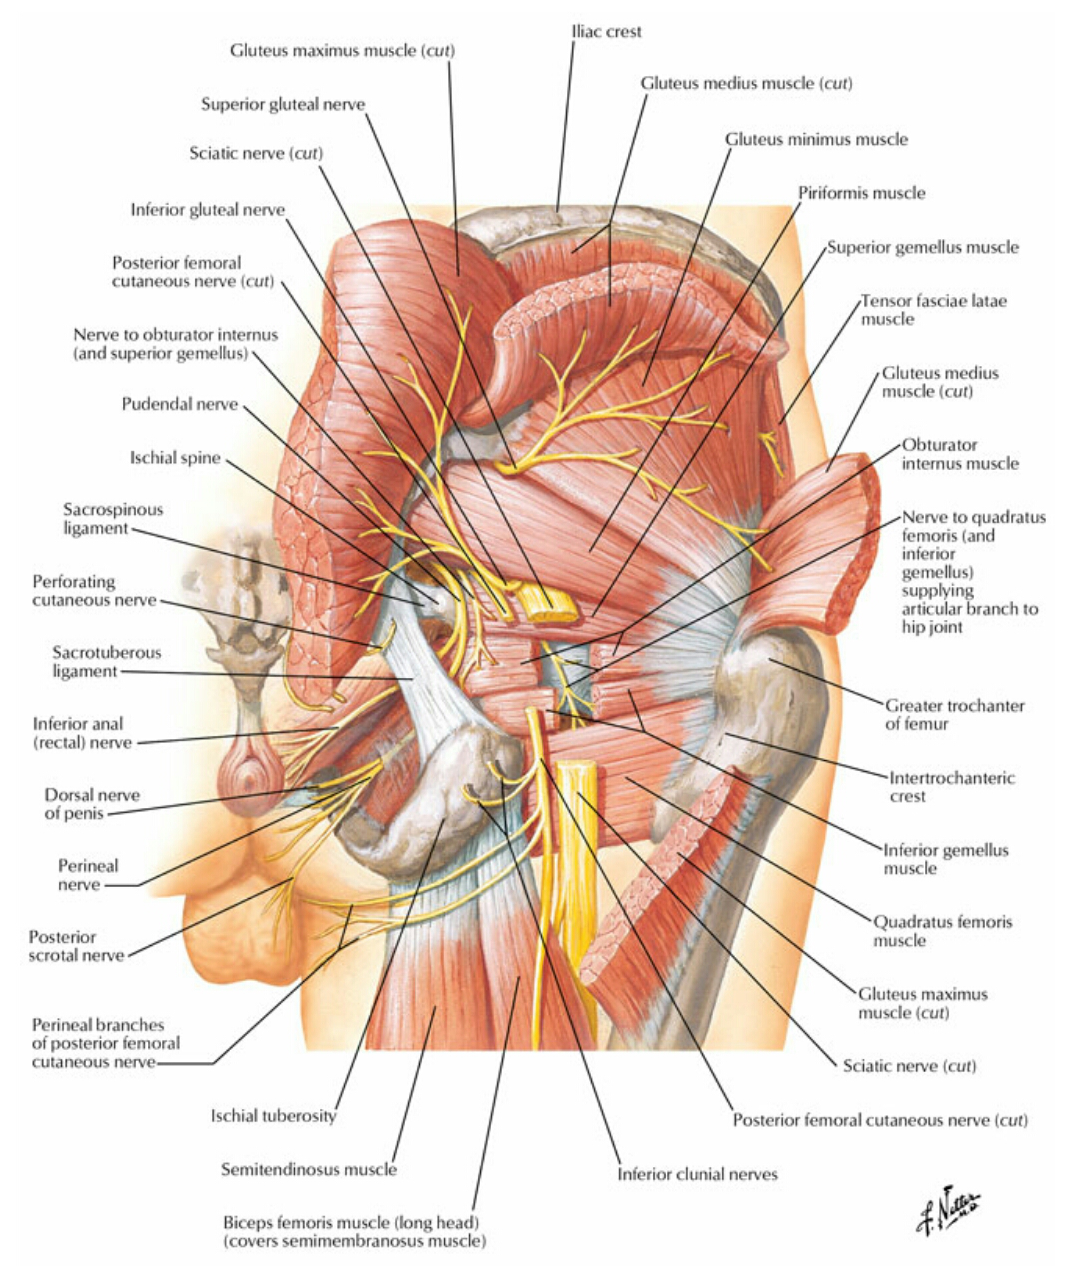 Iliac crest
Gluteus maximus muscle (cut)
Gluteus medius muscle (cut)
Superior gluteal nerve
Gluteus minimus muscle
Sciatic nerve (cut)
Piriformis muscle
Inferior gluteal nerve
Superior gemellus muscle
Posterior femoral
cutaneous nerve (cut)
Tensor fasciae latae
muscle
Nerve to obturator internus
(and superior gemellus)
Gluteus medius
muscle (cut)
Pudendal nerve
Obturator
internus muscle
Ischial spine
Sacrospinous
ligament
Nerve to quadratus
femoris (and
inferior
gemellus)
supplying
articular branch to
hip joint
Perforating
cutaneous nerve
Sacrotuberous
ligament
Greater trochanter
of femur
Inferior anal
(rectal) nerve
Intertrochanteric
crest
Dorsal nerve
of penis
Inferior gemellus
muscle
Perineal
nerve
Quadratus femoris
muscle
Posterior
scrotal nerve
Gluteus maximus
muscle (cut)
Perineal branches
of posterior femoral
cutaneous nerve
Sciatic nerve (cut)
Ischial tuberosity
Posterior femoral cutaneous nerve (cut)
Semitendinosus muscle
Inferior clunial nerves
Biceps femoris muscle (long head)
(covers semimembranosus muscle)
F. Netter
M.D.